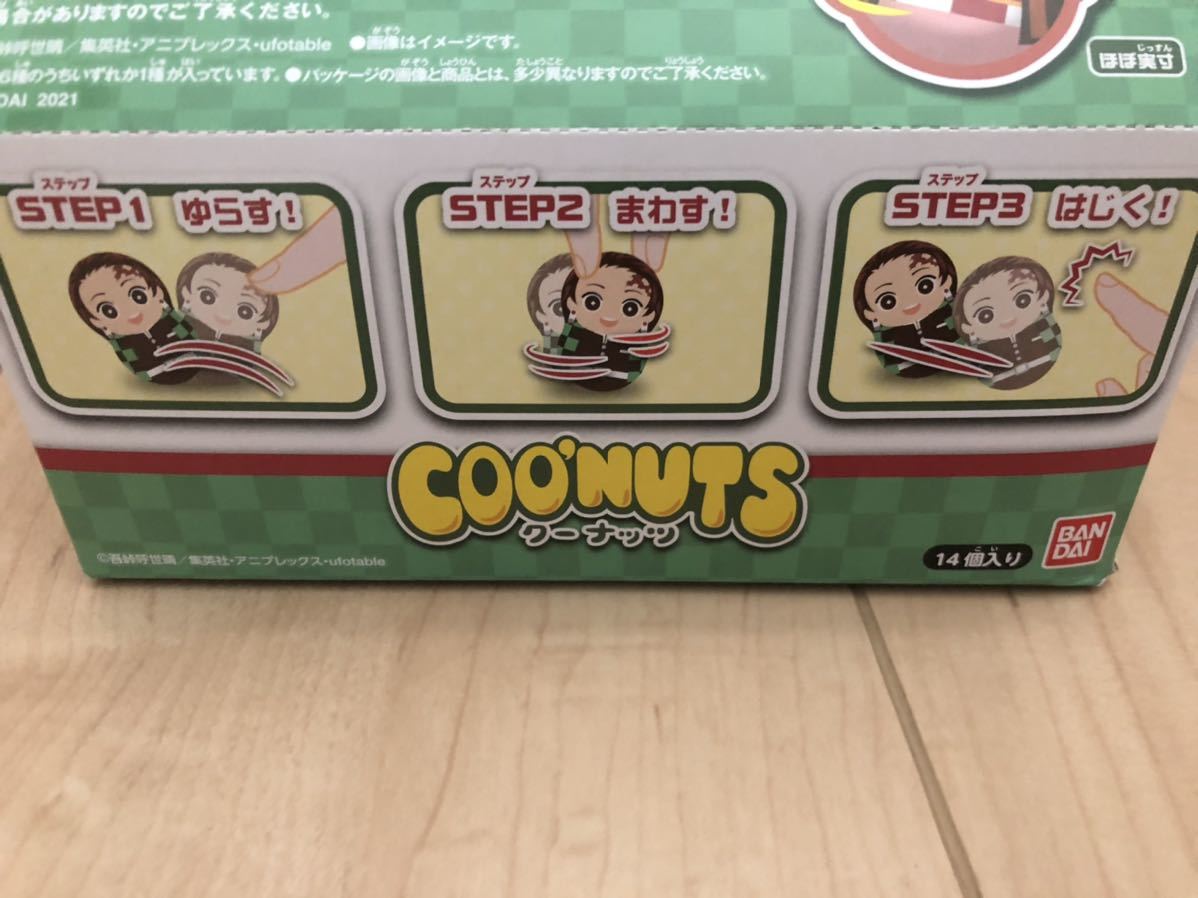 場合がありますのでご了承ください。
峠呼世晴／集英社・アニプレックス・ufotable ●画像はイメージです。
6種のうちいずれか1種が入っています。●パッケージの画像と商品とは、多少異なりますのでご了承ください。
DAI 2021
じっすん
ほぼ実寸
ステップ
STEP1 ゆらす！
ステップ
STEP2 まわす！
ステップ
STEP3 はじく！
COO'NUTS
クーナッツ
©吾峠呼世晴／集英社・アニプレックス・ufotable
14個入り
BAN
DAI